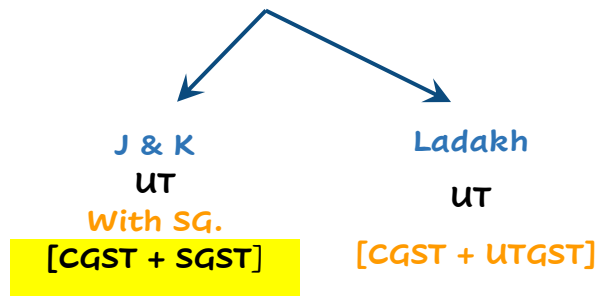 J & K
UT
With SG.
[CGST + SGST]
Ladakh
UT
[CGST + UTGST]